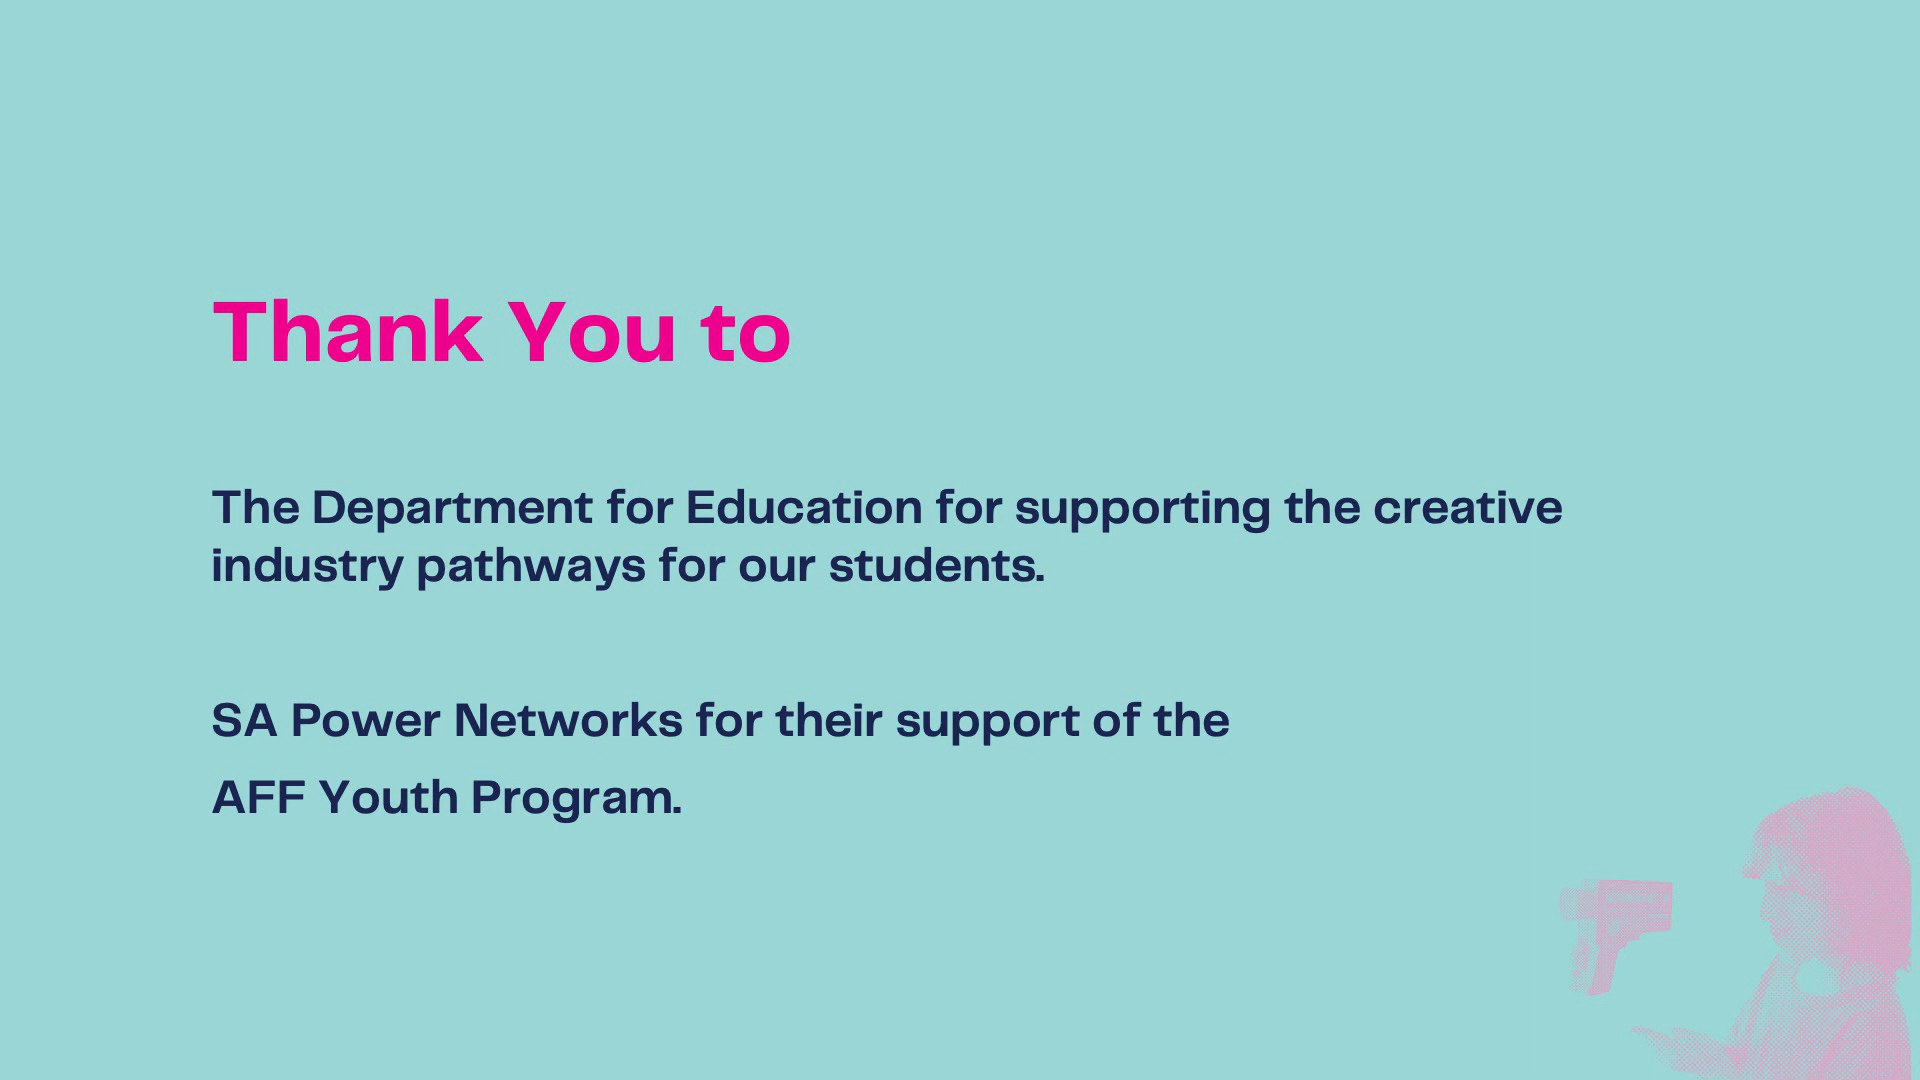 Thank You to
The Department for Education for supporting the creative
industry pathways for our students.
SA Power Networks for their support of the
AFF Youth Program.